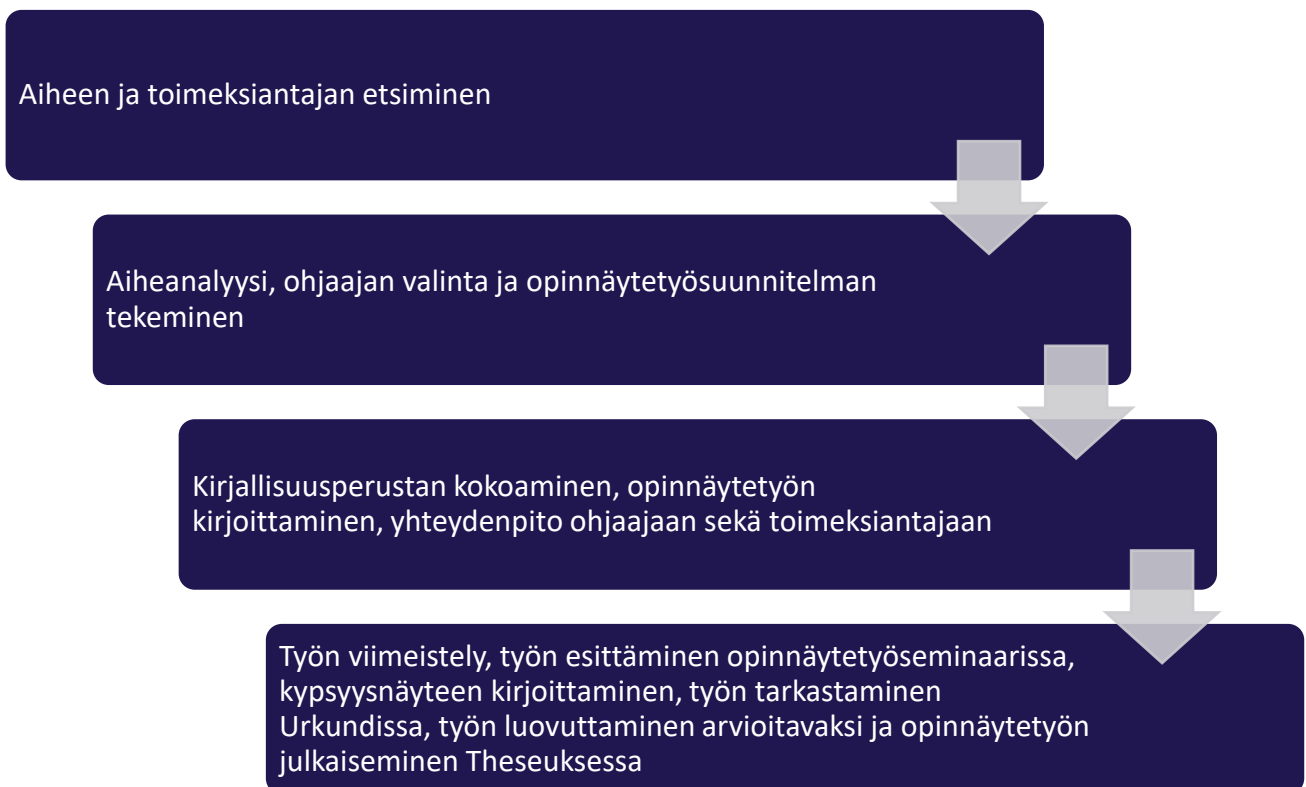 Aiheen ja toimeksiantajan etsiminen
Aiheanalyysi, ohjaajan valinta ja opinnäytetyösuunnitelman
tekeminen
Kirjallisuusperustan kokoaminen, opinnäytetyön
kirjoittaminen, yhteydenpito ohjaajaan sekä toimeksiantajaan
Työn viimeistely, työn esittäminen opinnäytetyöseminaarissa,
kypsyysnäyteen kirjoittaminen, työn tarkastaminen
Urkundissa, työn luovuttaminen arvioitavaksi ja opinnäytetyön
julkaiseminen Theseuksessa